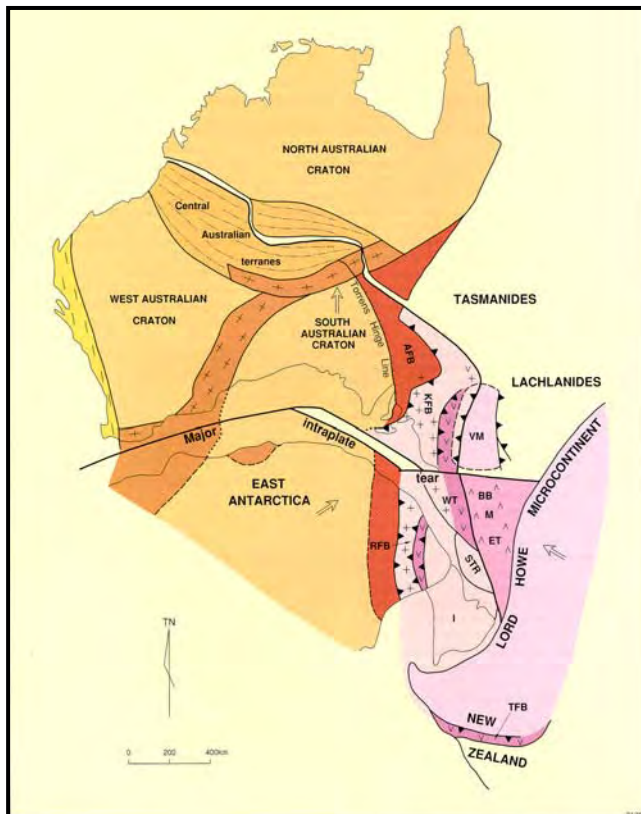 NORTH AUSTRALIAN
CRATON
Central
Australian
terranes
WEST AUSTRALIAN
CRATON
SOUTH
AUSTRALIAN
CRATON
Torrens Hinge Line
TASMANIDES
AFB
KFB
LACHLANIDES
VM
Major
intraplate
tear
EAST
ANTARCTICA
WT
BB
M
ET
STR
RFB
I
LORD HOWE MICROCONTINENT
TN
TFB
NEW
ZEALAND
0 200 400km